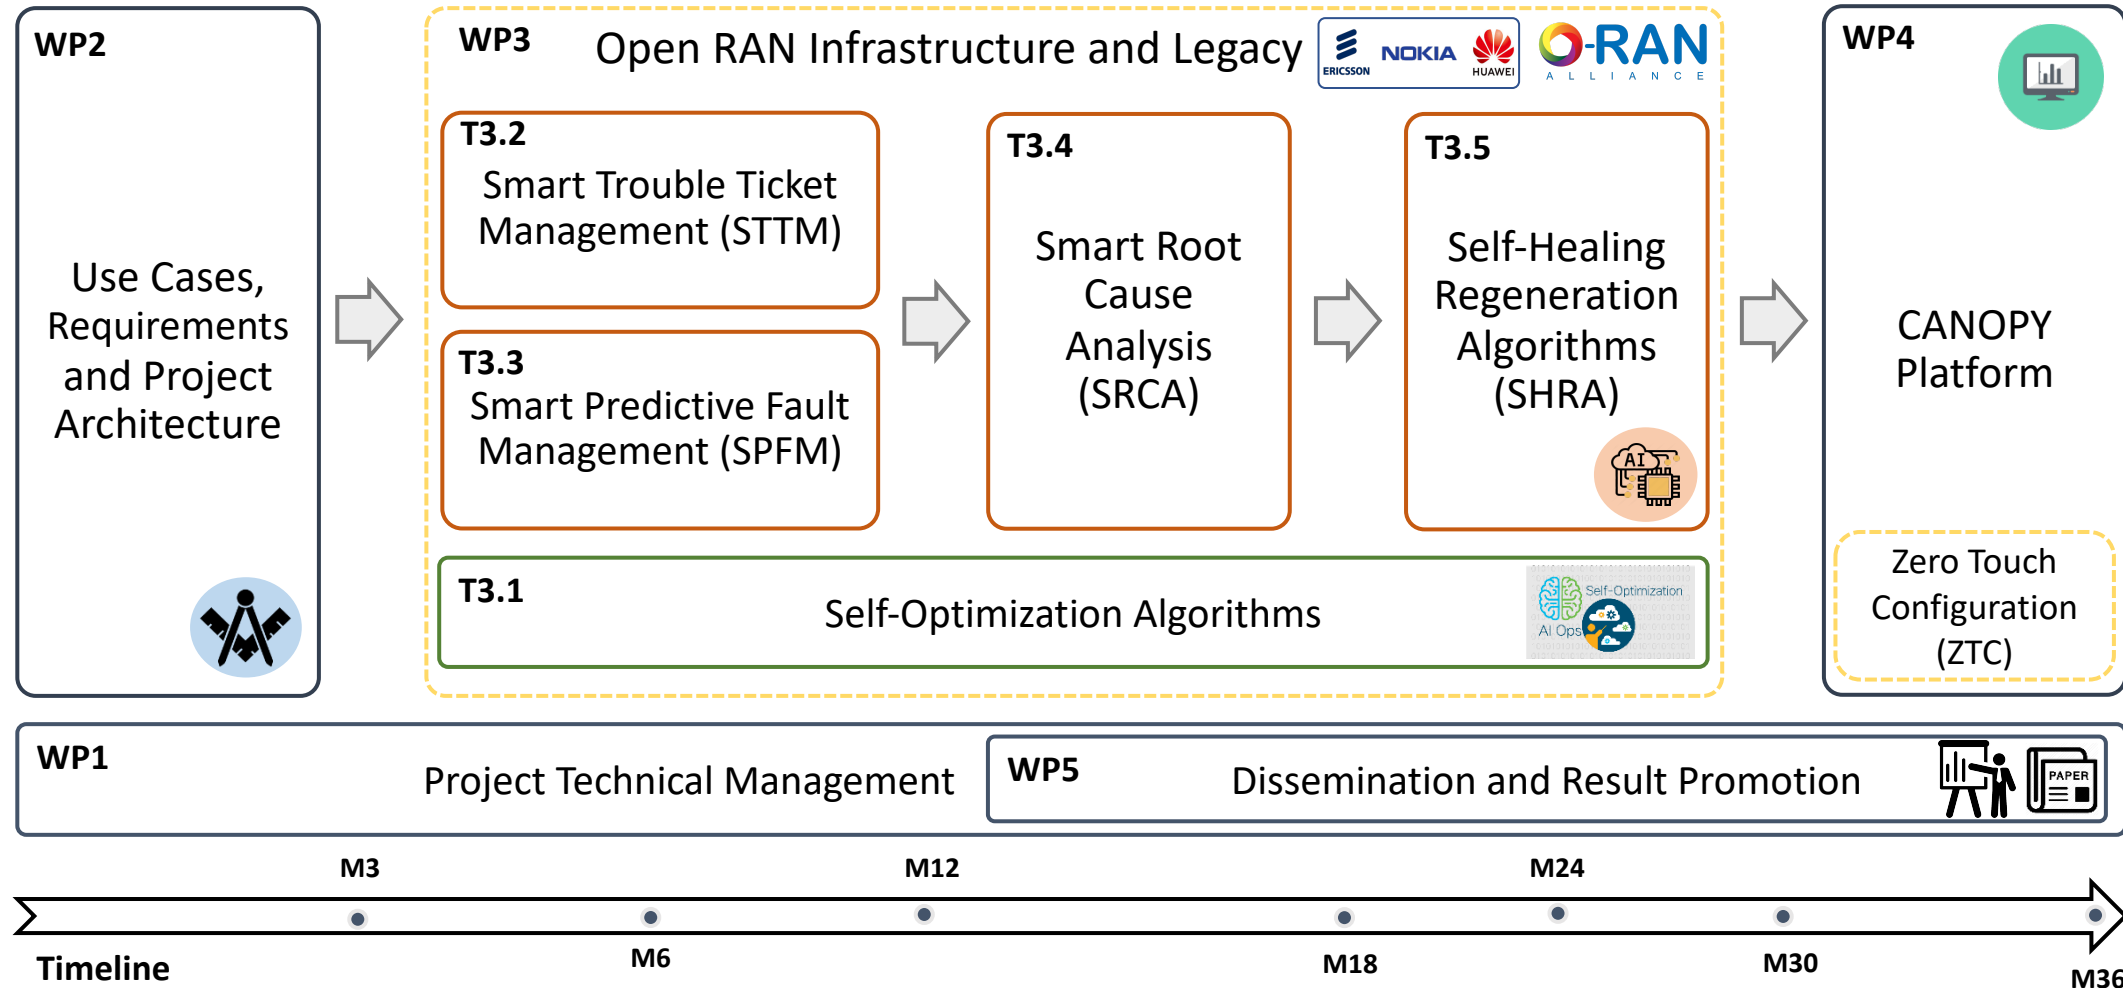 WP2
Use Cases,
Requirements
and Project
Architecture
WP3
Open RAN Infrastructure and Legacy
ERICSSON
NOKIA
HUAWEI
O-RAN
ALLIANCE
T3.2
Smart Trouble Ticket
Management (STTM)
T3.3
Smart Predictive Fault
Management (SPFM)
T3.4
Smart Root
Cause
Analysis
(SRCA)
T3.5
Self-Healing
Regeneration
Algorithms
(SHRA)
AI
T3.1
Self-Optimization Algorithms
Self-Optimization
AI Ops
WP4
CANOPY
Platform
Zero Touch
Configuration
(ZTC)
WP1
Project Technical Management
WP5
Dissemination and Result Promotion
PAPER
M3
M12
M24
M6
M18
M30
M36
Timeline